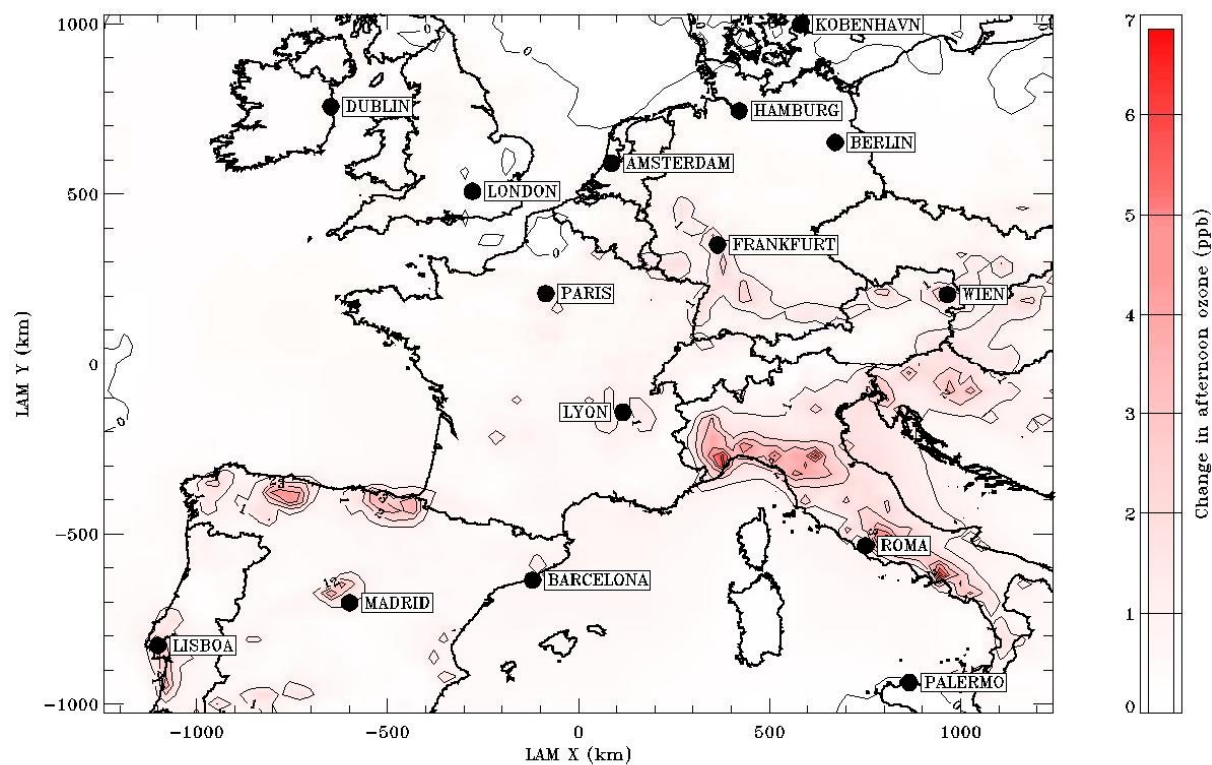 KOBENHAVN
DUBLIN
HAMBURG
BERLIN
AMSTERDAM
LONDON
FRANKFURT
PARIS
WIEN
LYON
ROMA
BARCELONA
MADRID
LISBOA
PALERMO
1000
500
0
-500
-1000
LAM Y (km)
-1000 -500 0 500 1000
LAM X (km)
7
6
5
4
3
2
1
0
Change in afternoon ozone (ppb)